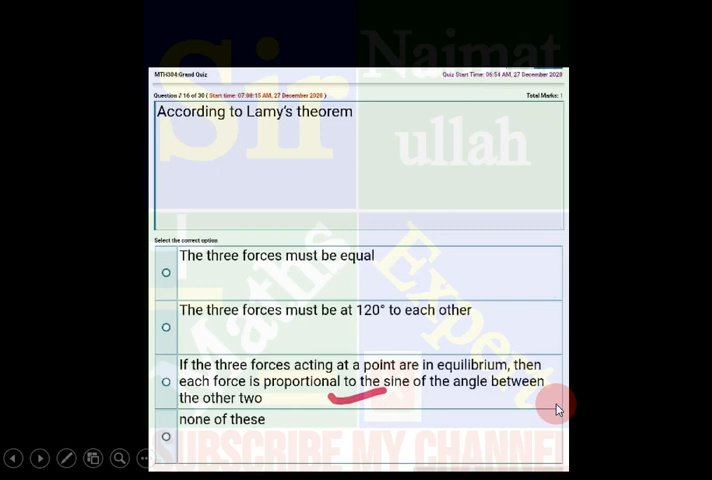 Naimat
MTH304:Grand Quiz
Quiz Start Time: 06:54 AM, 27 December 2020
Question # 16 of 30 ( Start time: 07:08:15 AM, 27 December 2020 )
Total Marks: 1
Sir
According to Lamy's theorem
ullah
Select the correct option
The three forces must be equal
The three forces must be at 120° to each other
Maths Expert
If the three forces acting at a point are in equilibrium, then
each force is proportional to the sine of the angle between
the other two
none of these
SUBSCRIBE MY CHANNEL